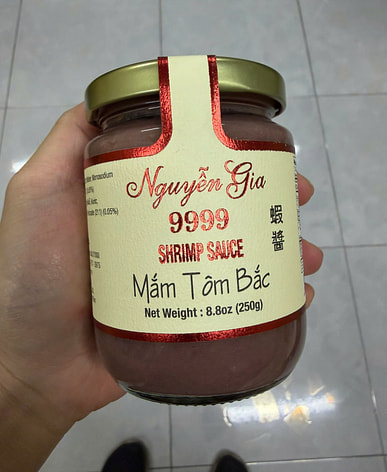 Nguyễn Gia
9999
SHRIMP SAUCE
Mắm Tôm Bắc
Net Weight : 8.8oz (250g)
蝦醬